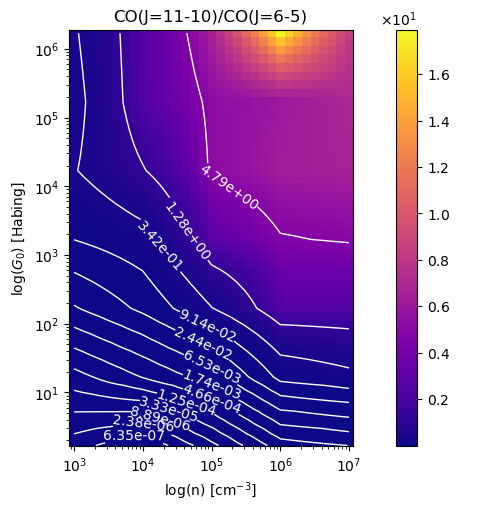 CO(J=11-10)/CO(J=6-5)
×10¹
10⁶
10⁵
10⁴
10³
10²
10¹
log(G₀) [Habing]
4.79e+00
1.28e+00
3.42e-01
9.14e-02
2.44e-02
6.53e-03
1.74e-03
4.66e-04
1.25e-04
3.33e-05
8.89e-06
2.38e-06
6.35e-07
10³ 10⁴ 10⁵ 10⁶ 10⁷
log(n) [cm⁻³]
1.6
1.4
1.2
1.0
0.8
0.6
0.4
0.2